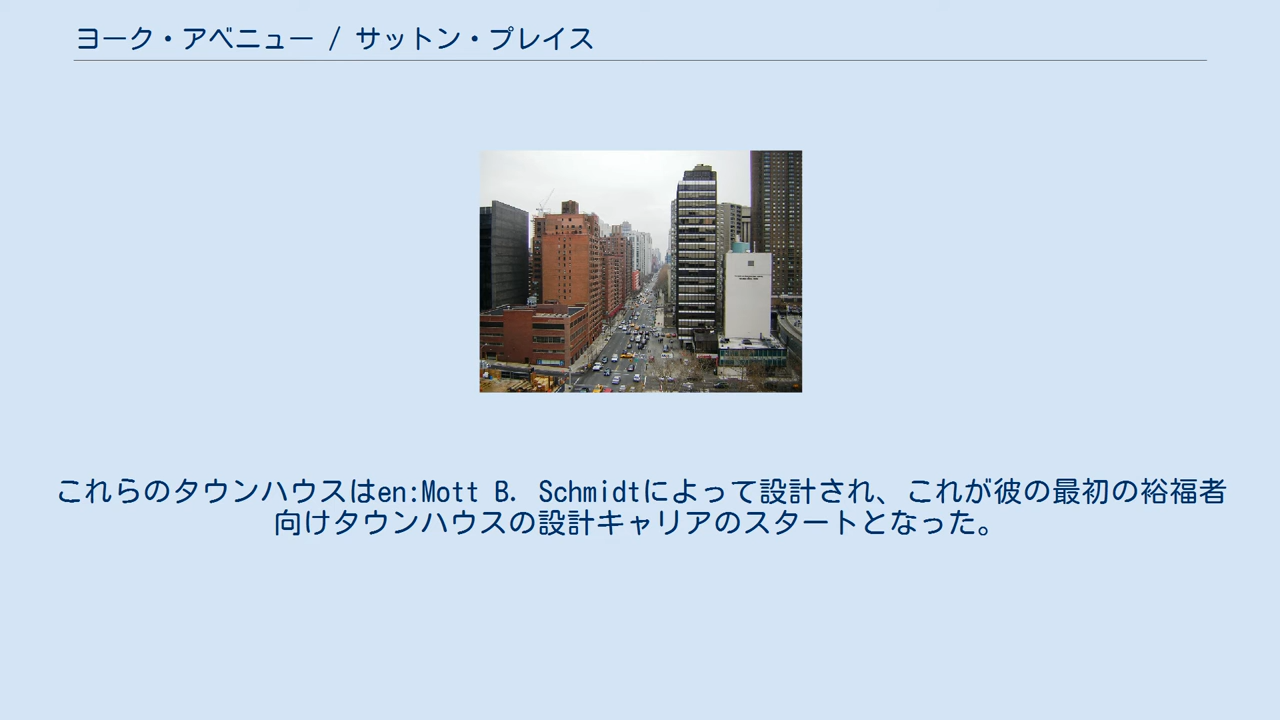 ヨーク・アベニュー / サットン・プレイス
これらのタウンハウスはen:Mott B. Schmidtによって設計され、これが彼の最初の裕福者
向けタウンハウスの設計キャリアのスタートとなった。